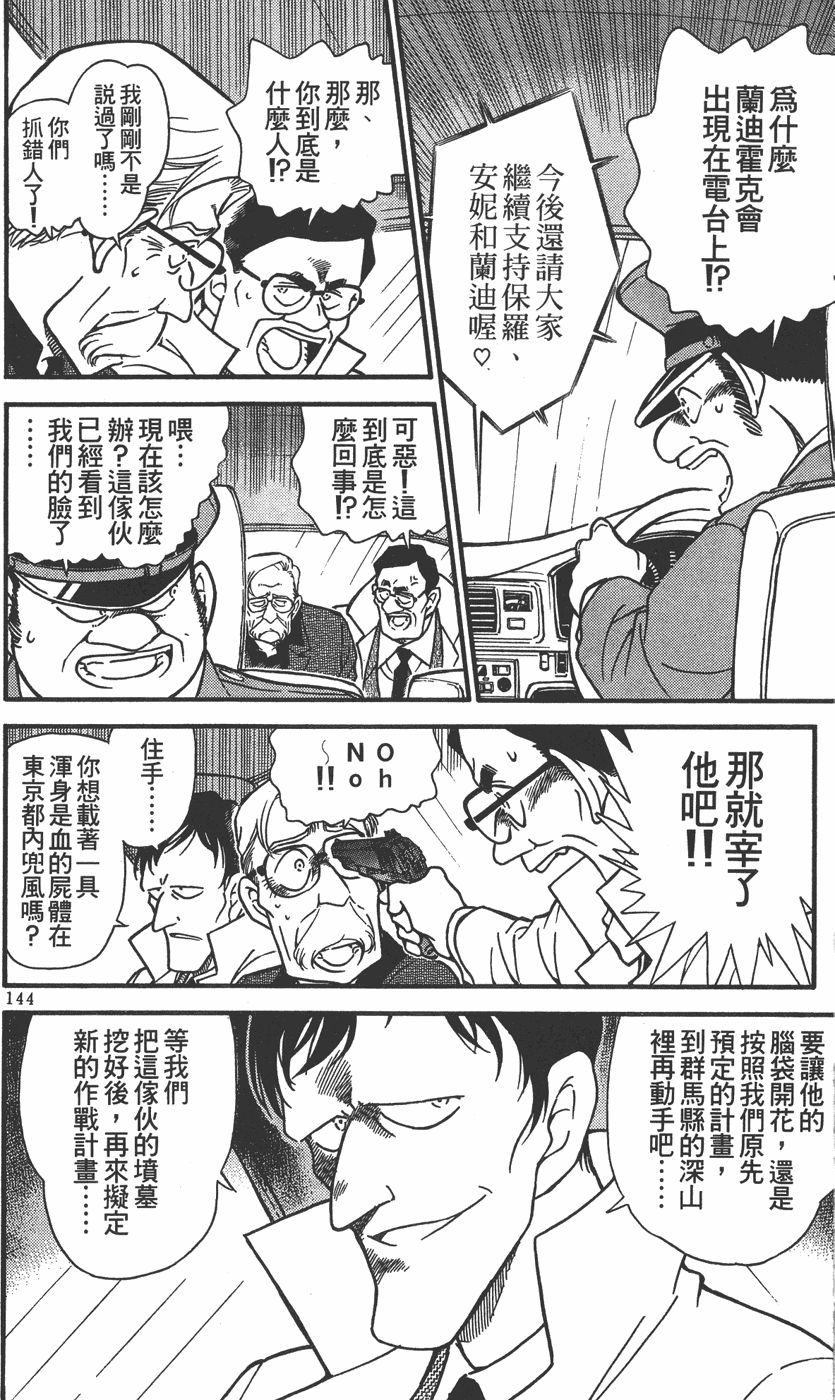 為什麼
蘭迪霍克會
出現在電台上!?
今後還請大家
繼續支持保羅、
安妮和蘭迪喔♡
那、
那麼,
你到底是
什麼人!?
我剛剛不是
説過了嗎……
你們
抓錯人了!
可惡!這
到底是怎
麼回事!?
喂…
現在該怎麼
辦?這傢伙
已經看到
我們的臉了
……
那就宰了
他吧!!
Oh
No
~!!
住手……
你想載著一具
渾身是血的屍體在
東京都內兜風嗎?
要讓他的
腦袋開花,還是
按照我們原先
預定的計畫,
到群馬縣的深山
裡再動手吧……
等我們
把這傢伙的墳墓
挖好後,再來擬定
新的作戰計畫……
144